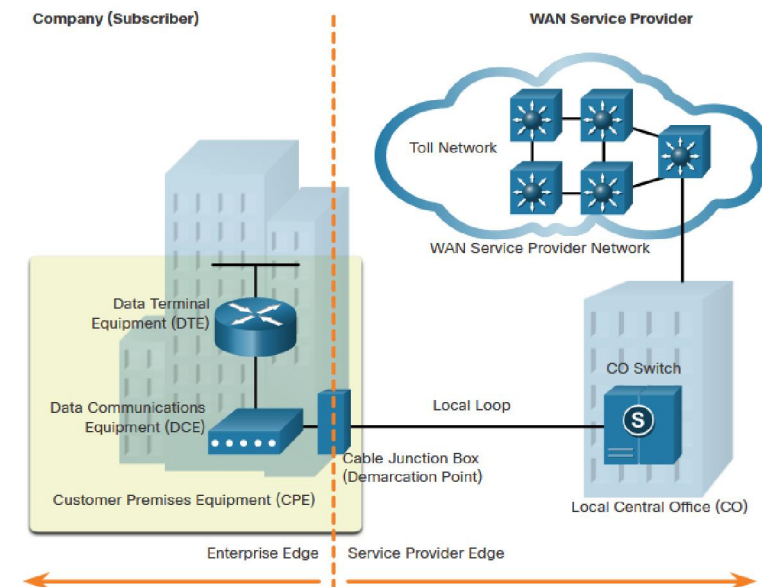 Company (Subscriber)
WAN Service Provider
Toll Network
WAN Service Provider Network
Data Terminal
Equipment (DTE)
CO Switch
S
Data Communications
Equipment (DCE)
Local Loop
Cable Junction Box
(Demarcation Point)
Customer Premises Equipment (CPE)
Local Central Office (CO)
Enterprise Edge
Service Provider Edge